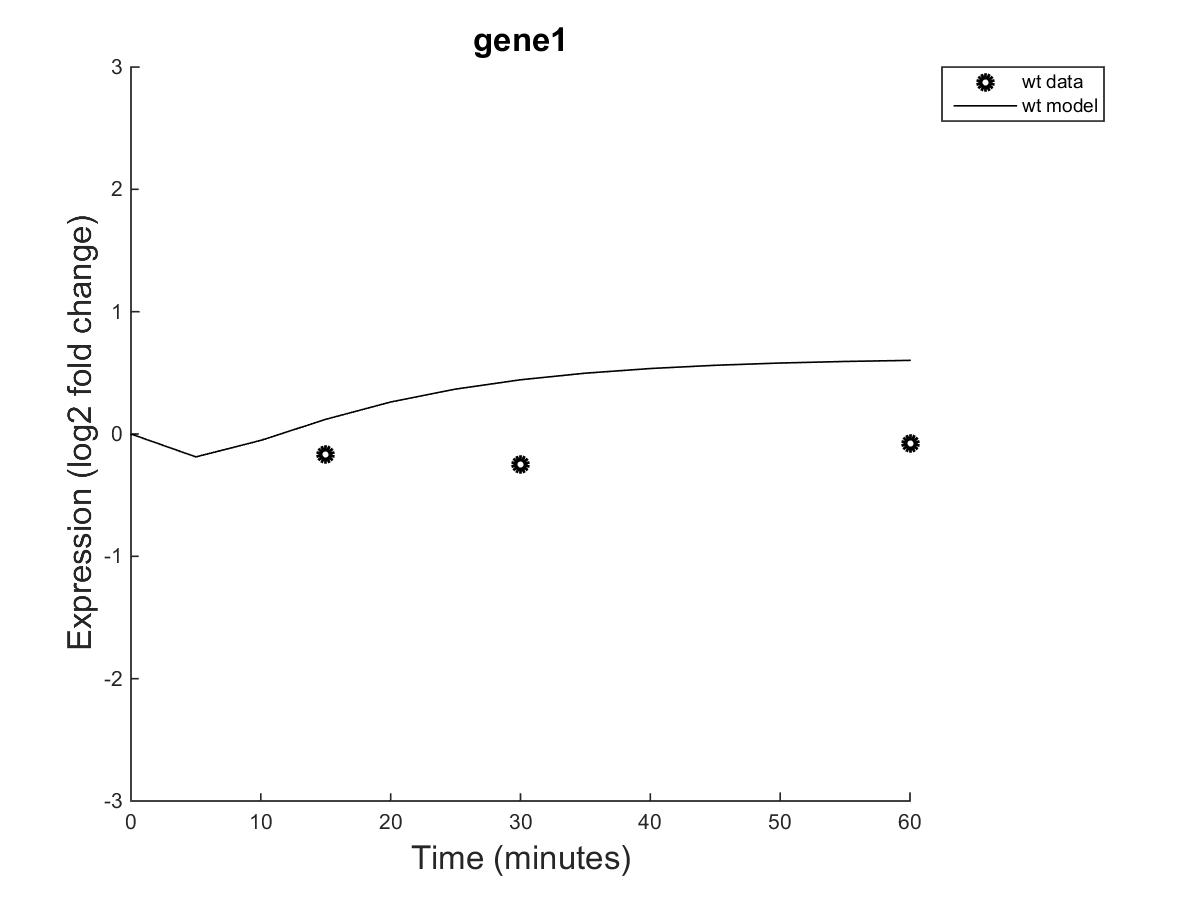 gene1
wt data
wt model
Expression (log2 fold change)
3
2
1
0
-1
-2
-3
0 10 20 30 40 50 60
Time (minutes)